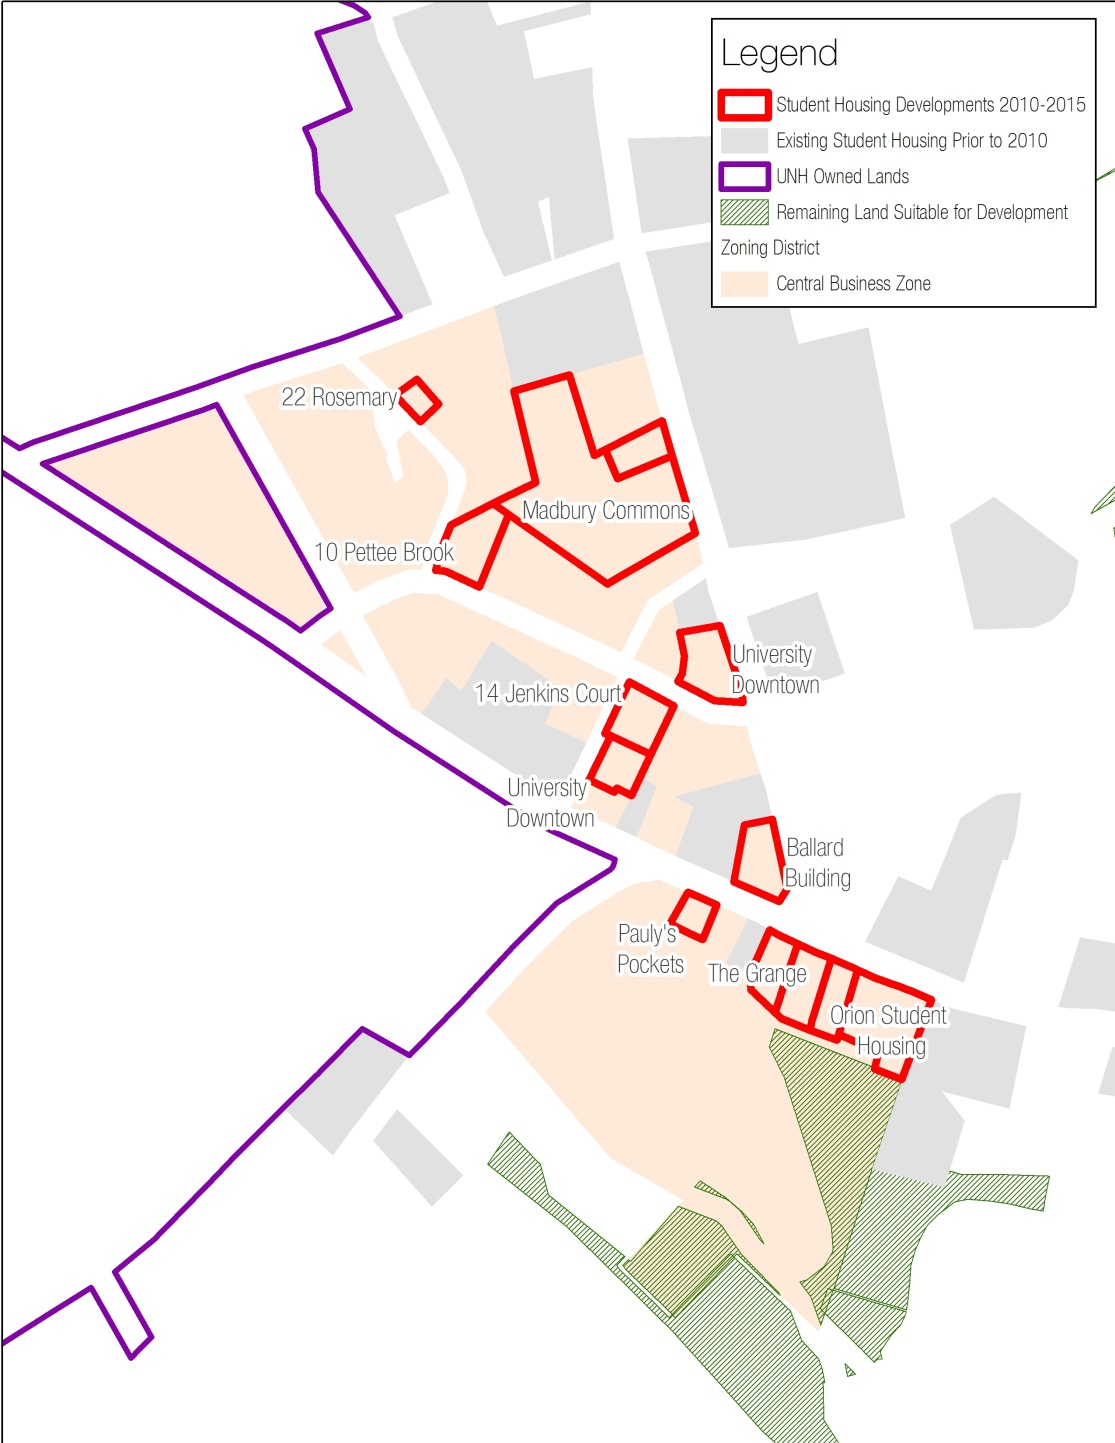 Legend
Student Housing Developments 2010-2015
Existing Student Housing Prior to 2010
UNH Owned Lands
Remaining Land Suitable for Development
Zoning District
Central Business Zone
22 Rosemary
Madbury Commons
10 Pettee Brook
University
Downtown
14 Jenkins Court
University
Downtown
Ballard
Building
Pauly's
Pockets
The Grange
Orion Student
Housing